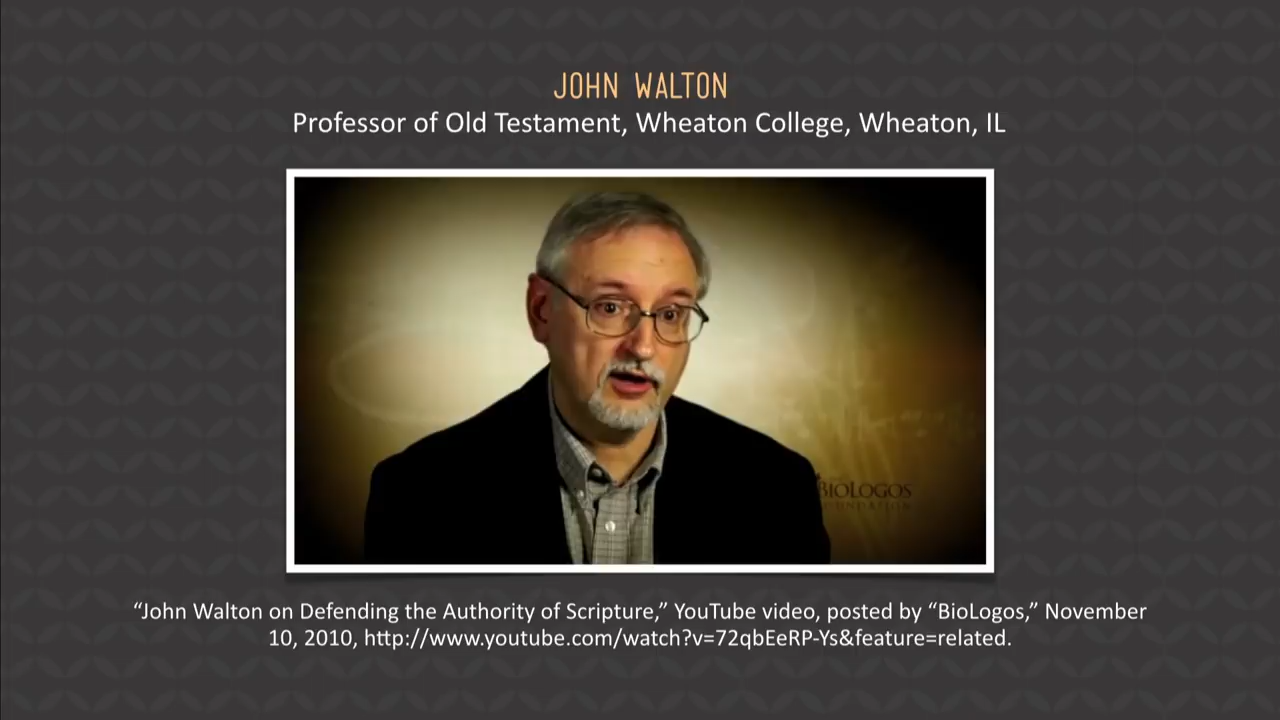 JOHN WALTON
Professor of Old Testament, Wheaton College, Wheaton, IL
BIOLOGOS
“John Walton on Defending the Authority of Scripture,” YouTube video, posted by “BioLogos,” November
10, 2010, http://www.youtube.com/watch?v=72qbEeRP-Ys&feature=related.